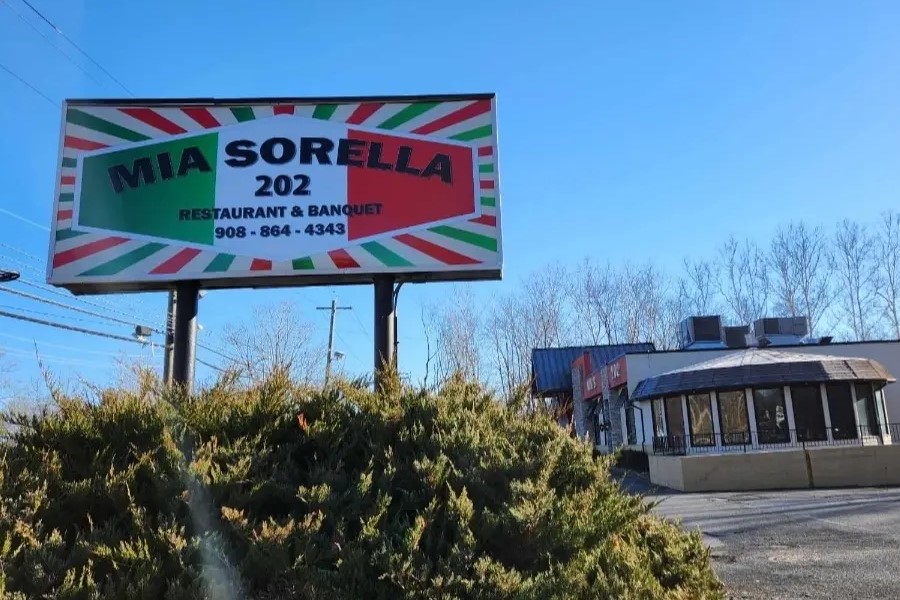 MIA SORELLA
202
RESTAURANT & BANQUET
908 - 864 - 4343